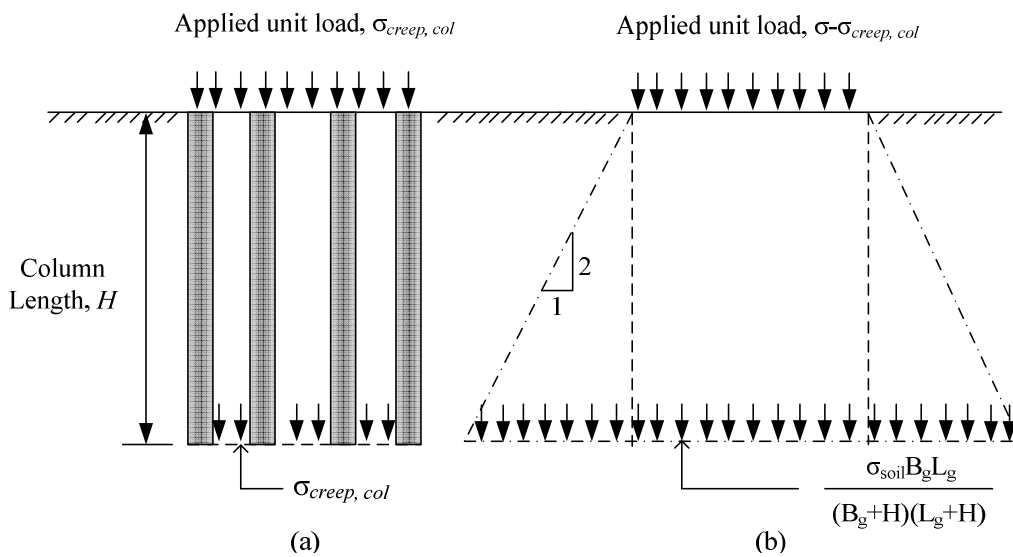 Applied unit load, σcreep, col
Applied unit load, σ-σcreep, col
Column
Length, H
2
1
σcreep, col
σsoilBgLg
(Bg+H)(Lg+H)
(a)
(b)